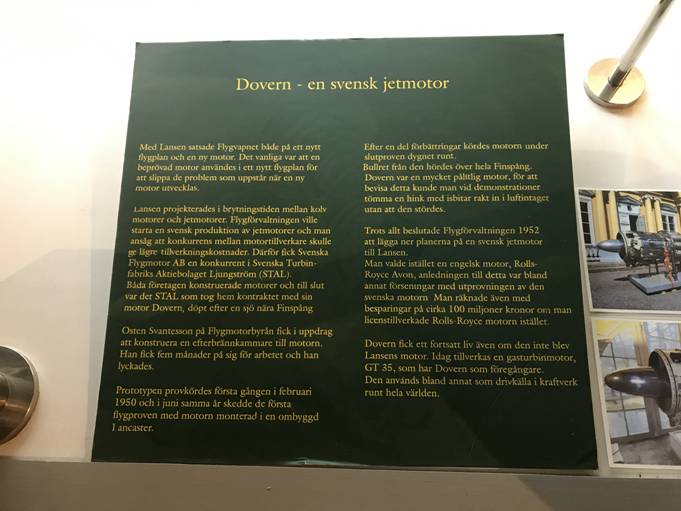 Dovern - en svensk jetmotor
Med Lansen satsade Flygvapnet både på ett nytt
flygplan och en ny motor. Det vanliga var att en
beprövad motor användes i ett nytt flygplan för
att slippa de problem som uppstår när en ny
motor utvecklas.
Lansen projekterades i brytningstiden mellan kolv
motorer och jetmotorer. Flygförvaltningen ville
starta en svensk produktion av jetmotorer och man
ansåg att konkurrens mellan motortillverkare skulle
ge lägre tillverkningskostnader. Därför fick Svenska
Flygmotor AB en konkurrent i Svenska Turbin-
fabriks Aktiebolaget Ljungström (STAL).
Båda företagen konstruerade motorer och till slut
var det STAL som tog hem kontraktet med sin
motor Dovern, döpt efter en sjö nära Finspång
Osten Svantesson på Flygmotorbyrån fick i uppdrag
att konstruera en efterbrännkammare till motorn.
Han fick fem månader på sig för arbetet och han
lyckades.
Prototypen provkördes första gången i februari
1950 och i juni samma år skedde de första
flygproven med motorn monterad i en ombyggd
Lancaster.
Efter en del förbättringar kördes motorn under
slutproven dygnet runt.
Bullret från den hördes över hela Finspång.
Dovern var en mycket pålitlig motor, för att
bevisa detta kunde man vid demonstrationer
tömma en hink med isbitar rakt in i luftintaget
utan att den stördes.
Trots allt beslutade Flygförvaltningen 1952
att lägga ner planerna på en svensk jetmotor
till Lansen.
Man valde istället en engelsk motor, Rolls-
Royce Avon, anledningen till detta var bland
annat förseningar med utprovningen av den
svenska motorn Man räknade även med
besparingar på cirka 100 miljoner kronor om man
licenstillverkade Rolls-Royce motorn istället.
Dovern fick ett fortsatt liv även om den inte blev
Lansens motor. Idag tillverkas en gasturbinmotor,
GT 35, som har Dovern som föregångare.
Den används bland annat som drivkälla i kraftverk
runt hela världen.